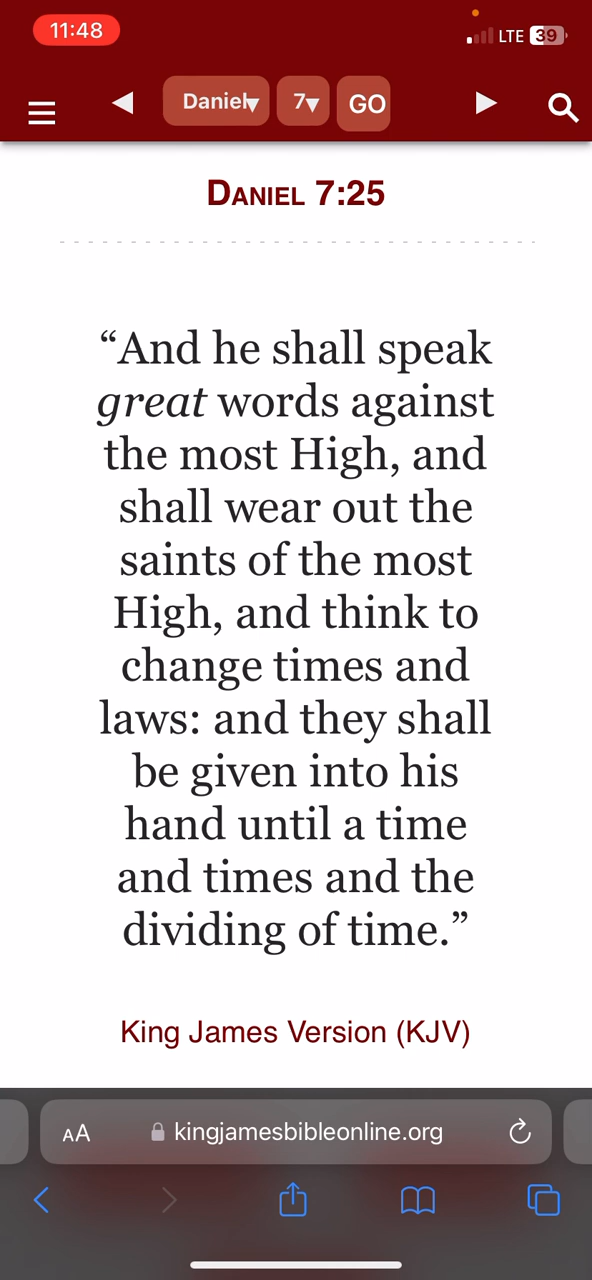 11:48
LTE 39
Daniel▾ 7▾ GO
DANIEL 7:25
“And he shall speak
great words against
the most High, and
shall wear out the
saints of the most
High, and think to
change times and
laws: and they shall
be given into his
hand until a time
and times and the
dividing of time.”
King James Version (KJV)
AA kingjamesbibleonline.org